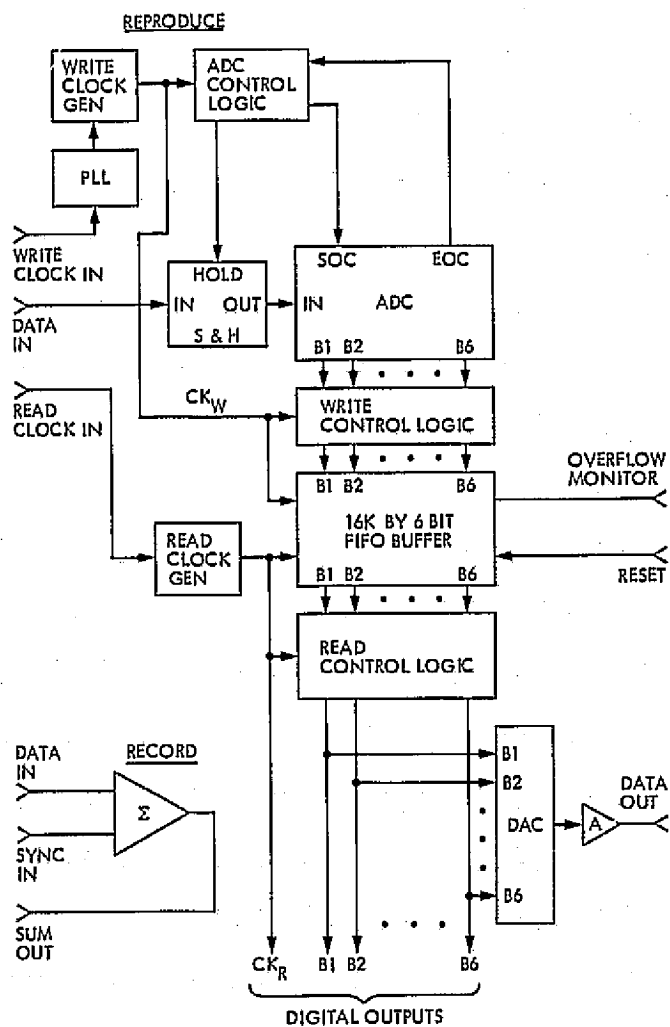 REPRODUCE
WRITE
CLOCK
GEN
ADC
CONTROL
LOGIC
PLL
WRITE
CLOCK IN
DATA
IN
HOLD
IN OUT
S & H
SOC EOC
IN ADC
B1 B2 • • • B6
READ
CLOCK IN
CKW
WRITE
CONTROL LOGIC
B1 B2 • • • B6
16K BY 6 BIT
FIFO BUFFER
B1 B2 • • • B6
OVERFLOW
MONITOR
RESET
READ
CLOCK
GEN
READ
CONTROL LOGIC
DATA
IN
RECORD
Σ
SYNC
IN
SUM
OUT
B1
B2
DAC
B6
A
DATA
OUT
• • •
CKR B1 B2 B6
DIGITAL OUTPUTS